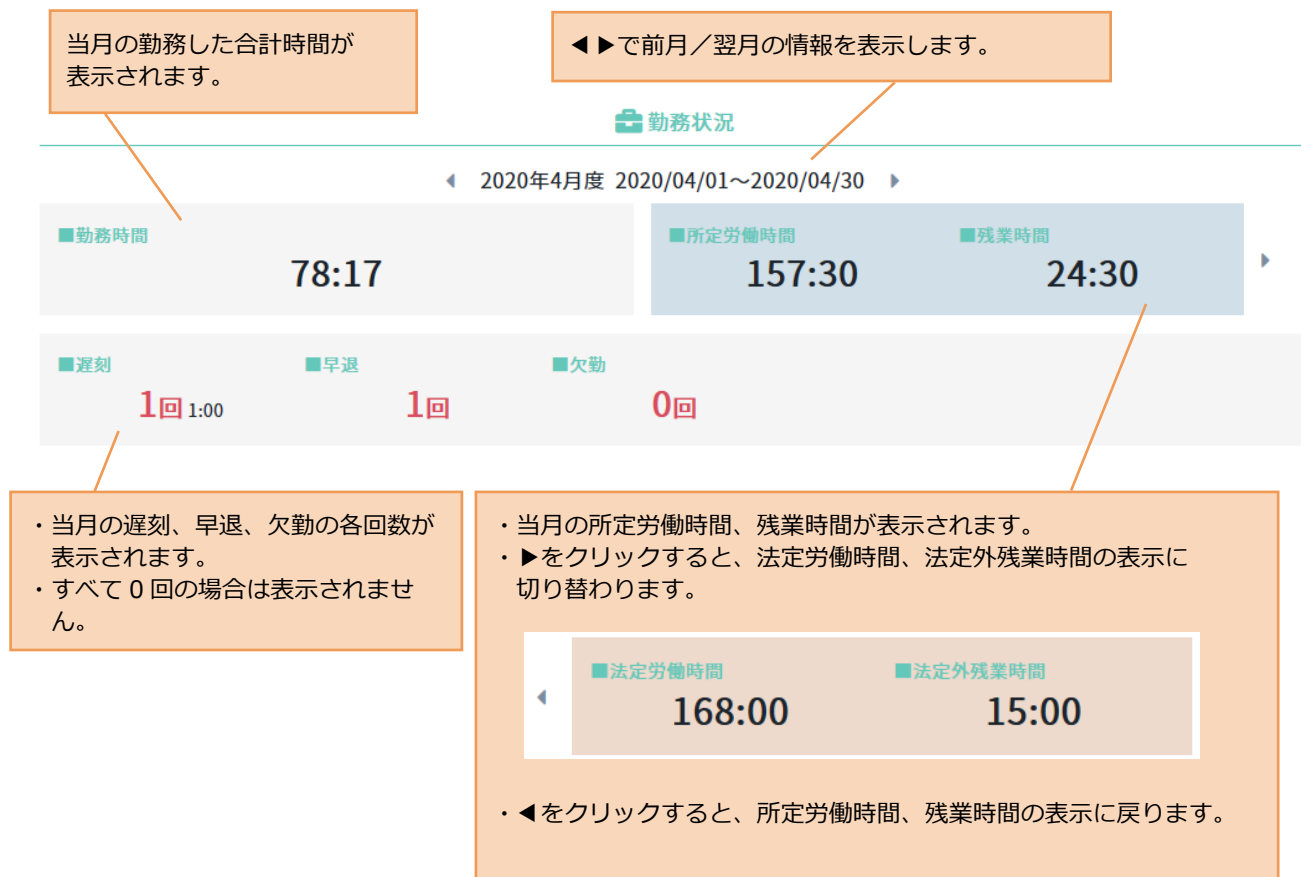 当月の勤務した合計時間が
表示されます。
◀ ▶で前月／翌月の情報を表示します。
勤務状況
◀ 2020年4月度 2020/04/01～2020/04/30 ▶
■勤務時間
78:17
■所定労働時間
157:30
■残業時間
24:30
▶
■遅刻
1回 1:00
■早退
1回
■欠勤
0回
・当月の遅刻、早退、欠勤の各回数が
表示されます。
・すべて 0 回の場合は表示されませ
ん。
・当月の所定労働時間、残業時間が表示されます。
・▶をクリックすると、法定労働時間、法定外残業時間の表示に
切り替わります。
◀
■法定労働時間
168:00
■法定外残業時間
15:00
・◀をクリックすると、所定労働時間、残業時間の表示に戻ります。